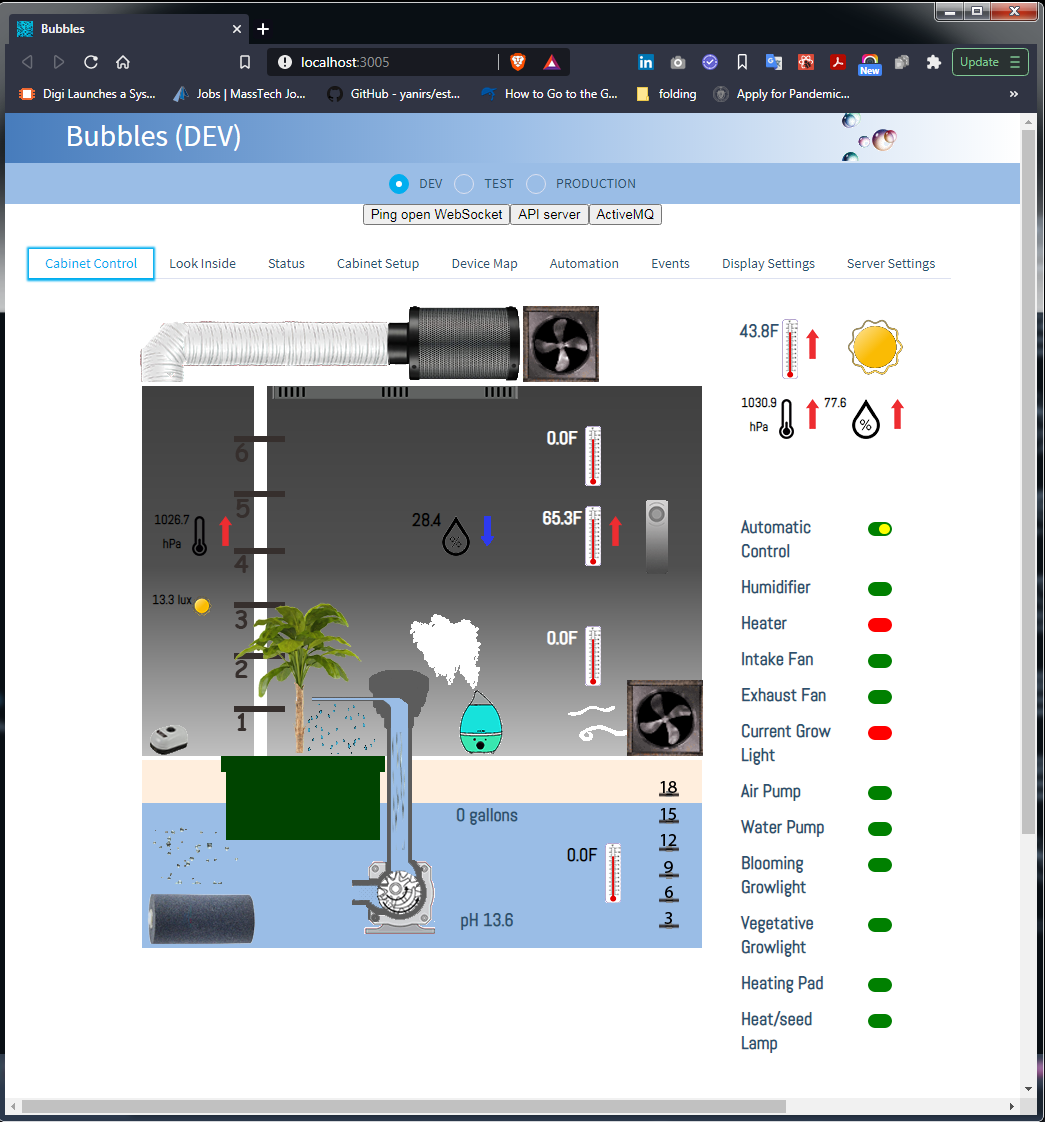 Bubbles
localhost:3005
New
Update
Digi Launches a Sys...
Jobs | MassTech Jo...
GitHub - yanirs/est...
How to Go to the G...
folding
Apply for Pandemic...
»
Bubbles (DEV)
DEV
TEST
PRODUCTION
Ping open WebSocket
API server
ActiveMQ
Cabinet Control
Look Inside
Status
Cabinet Setup
Device Map
Automation
Events
Display Settings
Server Settings
43.8F
1030.9
hPa
77.6
%
6
5
4
3
2
1
0.0F
1026.7
hPa
28.4
%
65.3F
13.3 lux
0.0F
18
15
12
9
6
3
0 gallons
0.0F
pH 13.6
Automatic
Control
Humidifier
Heater
Intake Fan
Exhaust Fan
Current Grow
Light
Air Pump
Water Pump
Blooming
Growlight
Vegetative
Growlight
Heating Pad
Heat/seed
Lamp